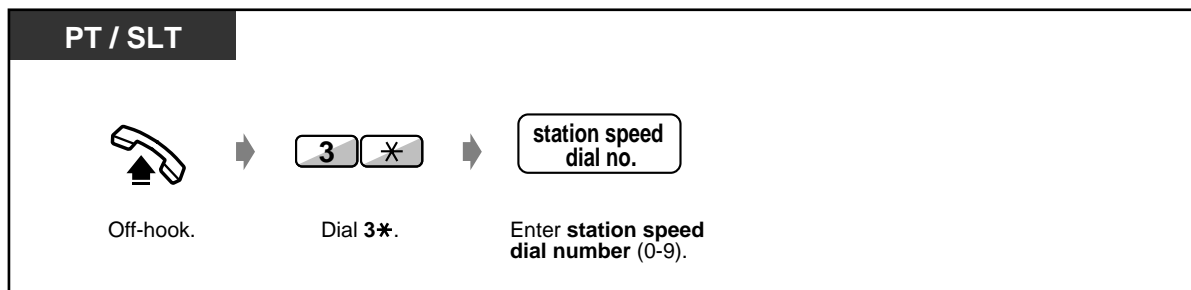 PT / SLT
3 ✳
station speed
dial no.
Off-hook.
Dial 3✳.
Enter station speed
dial number (0-9).